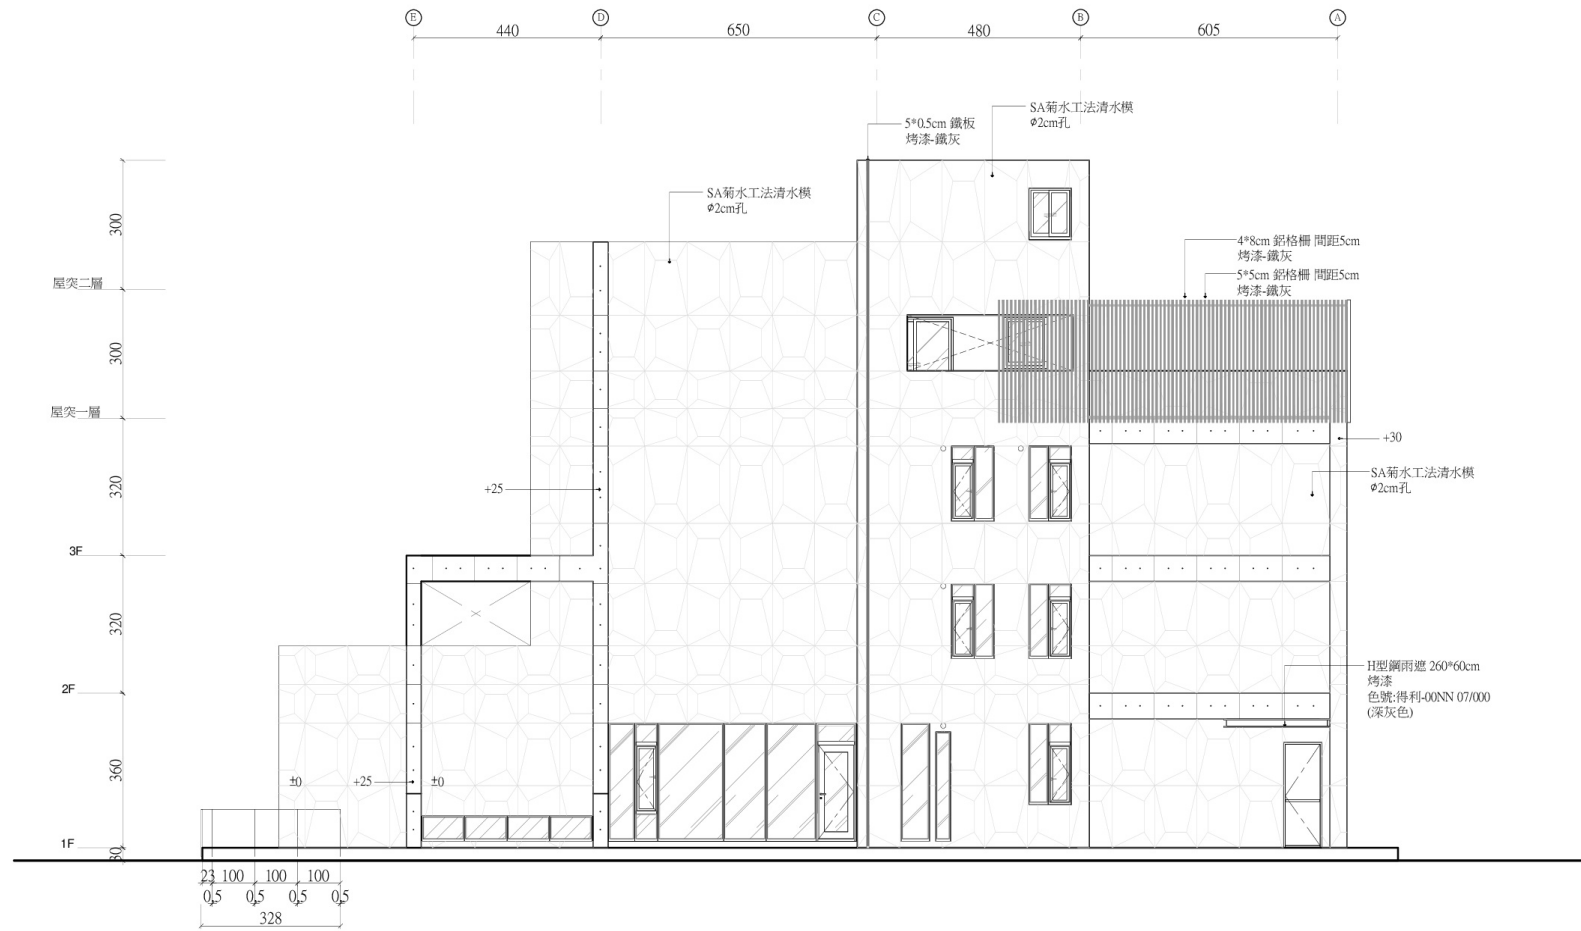 E D C B A
440 650 480 605
SA菊水工法清水模
φ2cm孔
5*0.5cm 鐵板
烤漆-鐵灰
SA菊水工法清水模
φ2cm孔
300
4*8cm 鋁格柵 間距5cm
烤漆-鐵灰
5*5cm 鋁格柵 間距5cm
烤漆-鐵灰
屋突二層
300
屋突一層
+30
SA菊水工法清水模
φ2cm孔
320
+25
3F
320
H型鋼雨遮 260*60cm
烤漆
色號:得利-00NN 07/000
(深灰色)
2F
360
±0 +25 ±0
1F
30
23 100 100 100
0.5 0.5 0.5 0.5
328